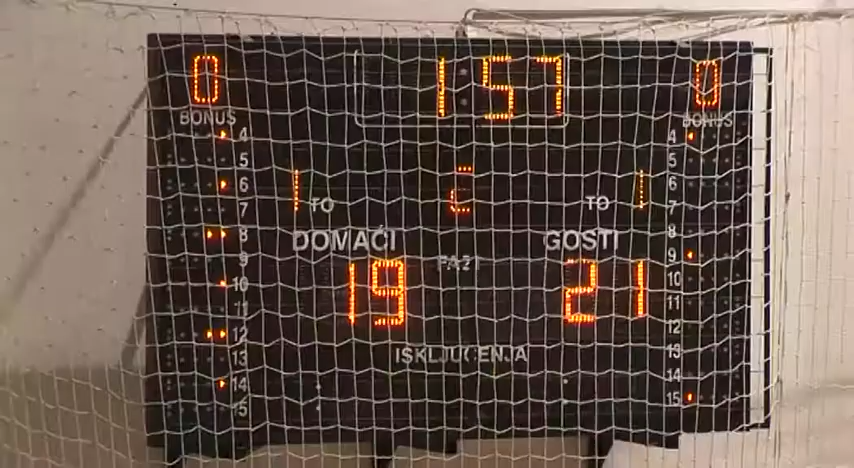 0 1:57 0
BONUS BONUS
4 4
5 5
6 6
7 1 TO 2 TO 1 7
8 8
DOMAĆI GOSTI
9 9
10 19 21 10
11 11
12 12
ISKLJUČENJA
13 13
14 14
15 15